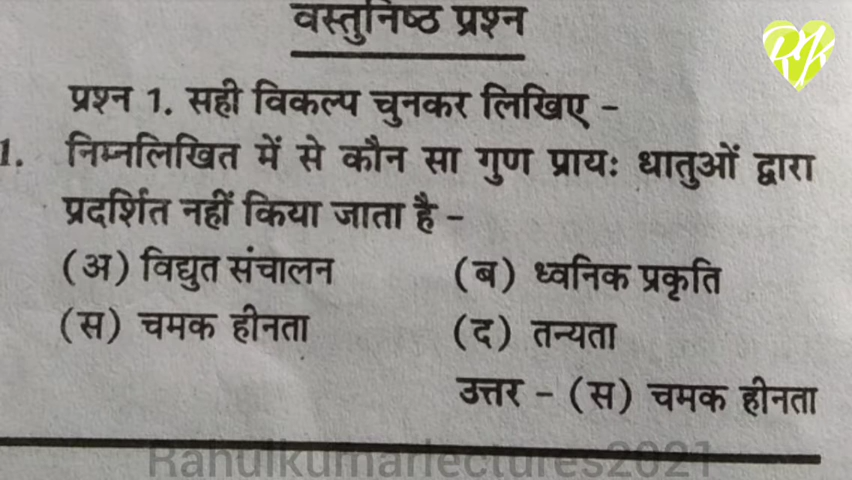 वस्तुनिष्ठ प्रश्न
प्रश्न 1. सही विकल्प चुनकर लिखिए -
1. निम्नलिखित में से कौन सा गुण प्रायः धातुओं द्वारा
प्रदर्शित नहीं किया जाता है -
(अ) विद्युत संचालन (ब) ध्वनिक प्रकृति
(स) चमक हीनता (द) तन्यता
उत्तर - (स) चमक हीनता
Rahulkumarlectures2021